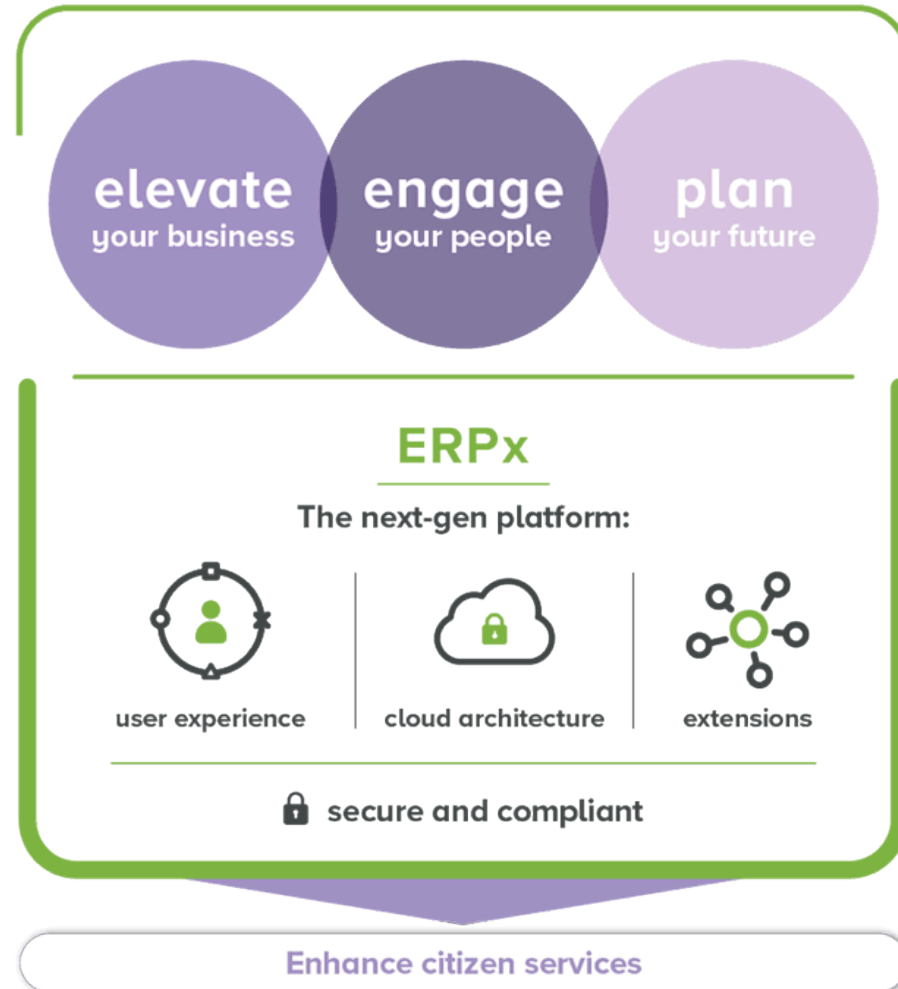 elevate
your business
engage
your people
plan
your future
ERPx
The next-gen platform:
user experience
cloud architecture
extensions
secure and compliant
Enhance citizen services